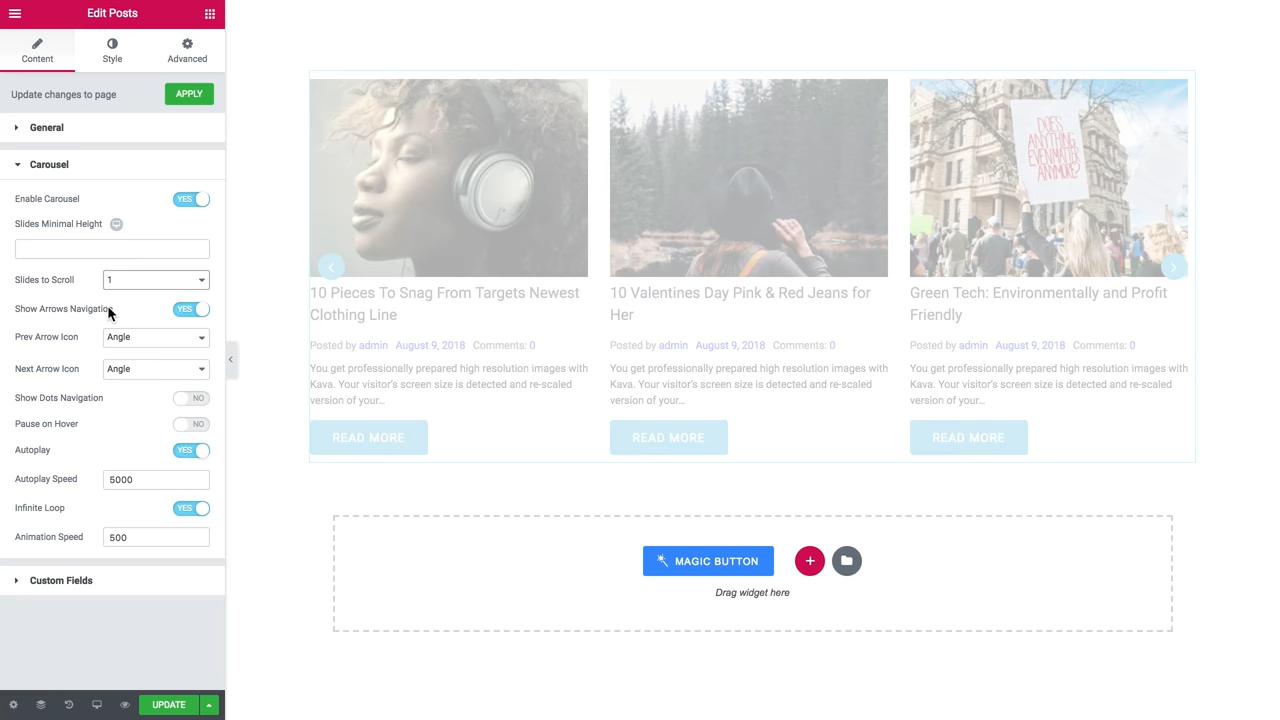 Edit Posts
Content
Style
Advanced
Update changes to page
APPLY
General
Carousel
Enable Carousel
YES
Slides Minimal Height
Slides to Scroll
1
Show Arrows Navigation
YES
Prev Arrow Icon
Angle
Next Arrow Icon
Angle
Show Dots Navigation
NO
Pause on Hover
NO
Autoplay
YES
Autoplay Speed
5000
Infinite Loop
YES
Animation Speed
500
Custom Fields
UPDATE
10 Pieces To Snag From Targets Newest
Clothing Line
Posted by admin August 9, 2018 Comments: 0
You get professionally prepared high resolution images with
Kava. Your visitor's screen size is detected and re-scaled
version of your...
READ MORE
10 Valentines Day Pink & Red Jeans for
Her
Posted by admin August 9, 2018 Comments: 0
You get professionally prepared high resolution images with
Kava. Your visitor's screen size is detected and re-scaled
version of your...
READ MORE
DOES
ANYTHING
EVEN MATTER
ANYMORE?
Green Tech: Environmentally and Profit
Friendly
Posted by admin August 9, 2018 Comments: 0
You get professionally prepared high resolution images with
Kava. Your visitor's screen size is detected and re-scaled
version of your...
READ MORE
MAGIC BUTTON
Drag widget here